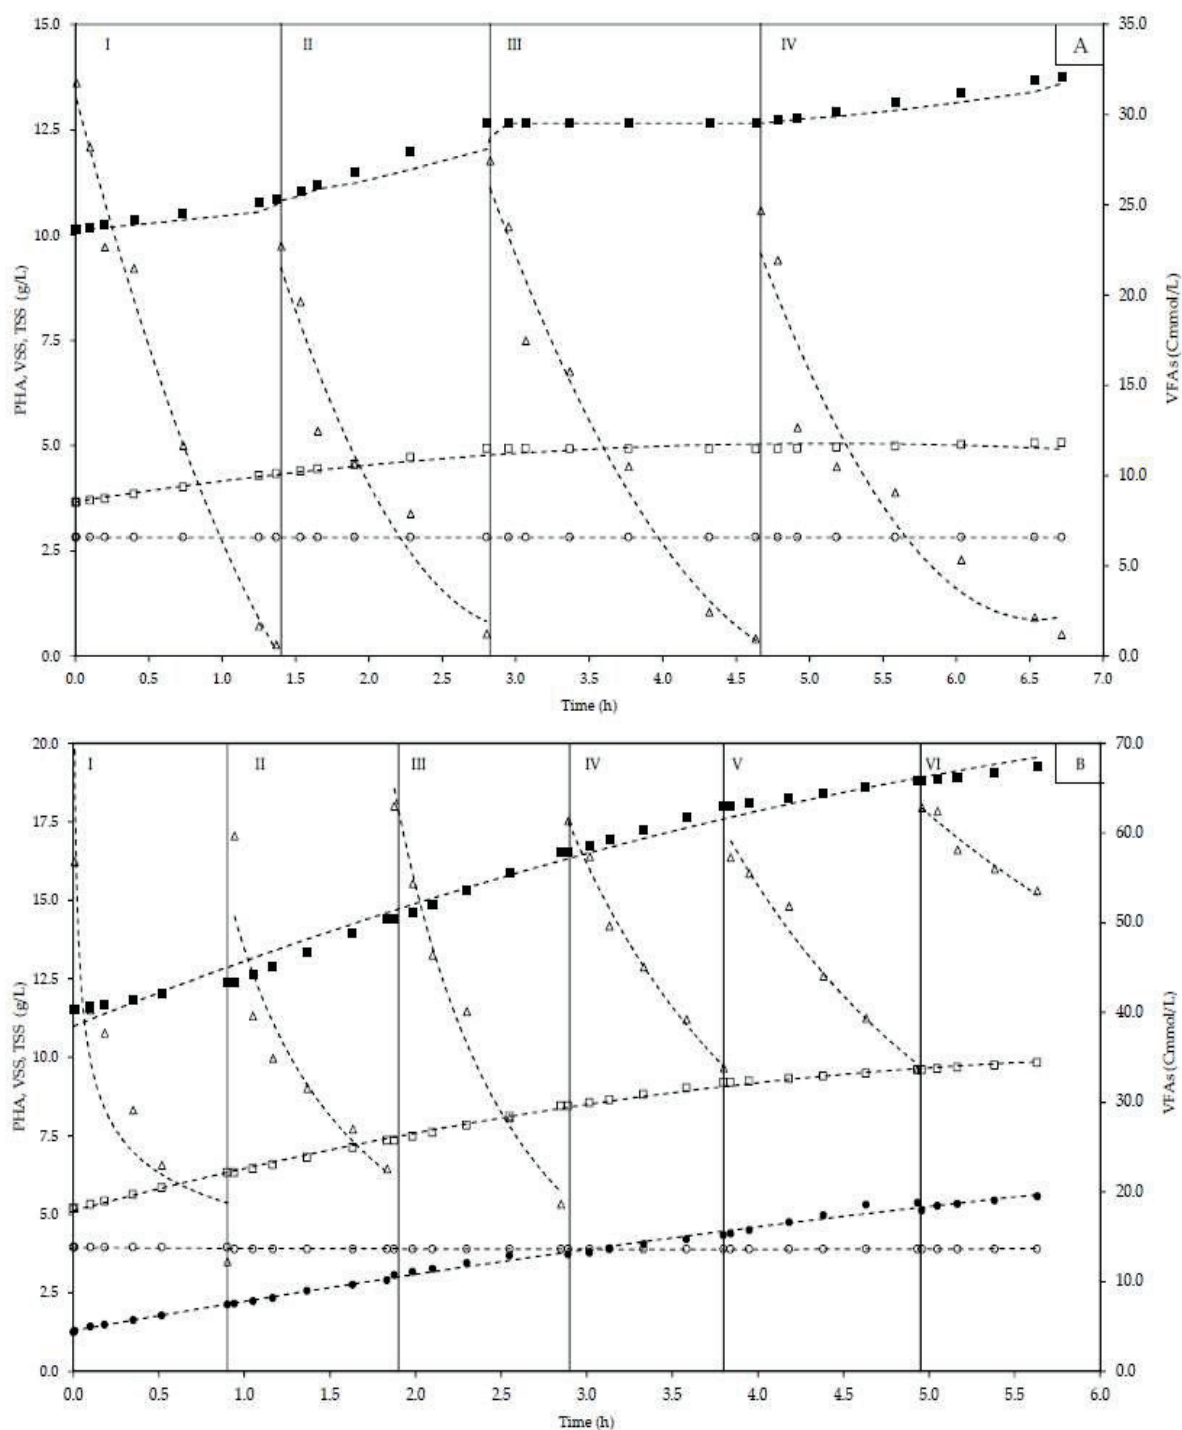 15.0 35.0
I II III IV A
12.5 30.0
25.0
10.0
20.0
7.5
15.0
5.0
10.0
2.5
5.0
0.0 0.0
PHA, VSS, TSS (g/L)
VFAs (Cmmol/L)
0.0 0.5 1.0 1.5 2.0 2.5 3.0 3.5 4.0 4.5 5.0 5.5 6.0 6.5 7.0
Time (h)
20.0 70.0
I II III IV V VI B
17.5 60.0
15.0 50.0
12.5
40.0
10.0
30.0
7.5
20.0
5.0
10.0
2.5
0.0 0.0
PHA, VSS, TSS (g/L)
VFAs (Cmmol/L)
0.0 0.5 1.0 1.5 2.0 2.5 3.0 3.5 4.0 4.5 5.0 5.5 6.0
Time (h)